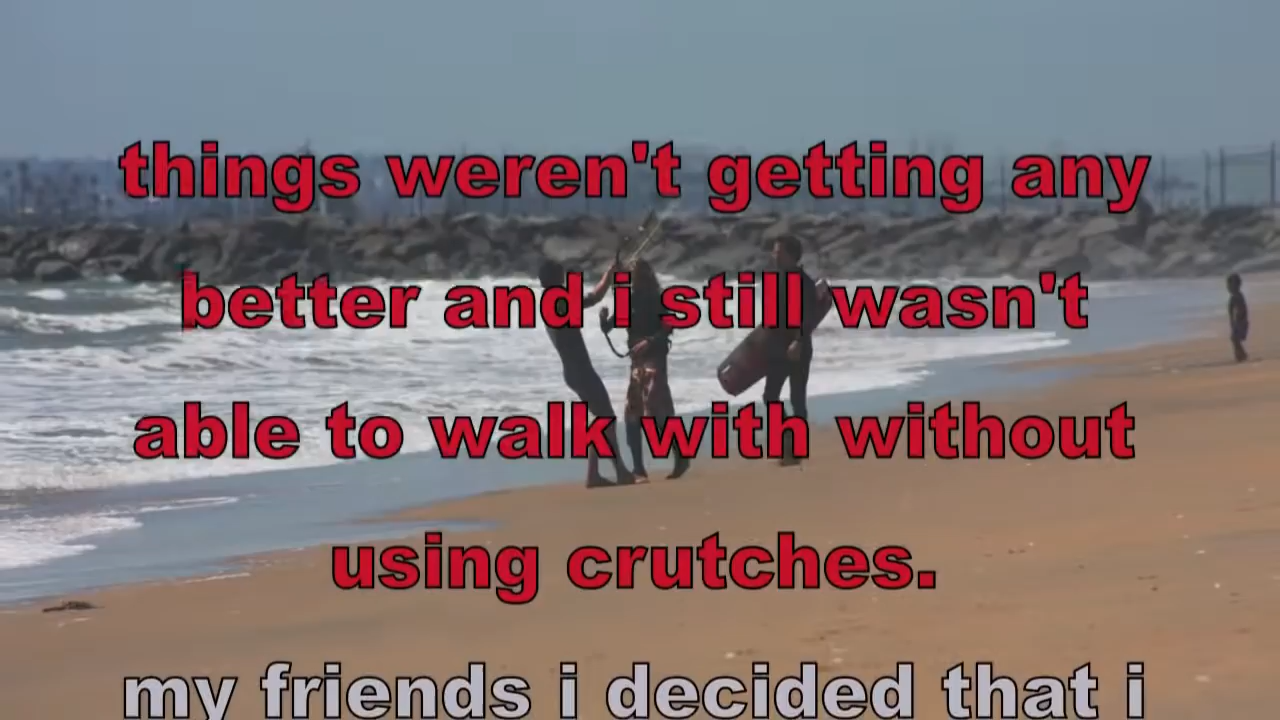 things weren't getting any
better and i still wasn't
able to walk with without
using crutches.
my friends i decided that i